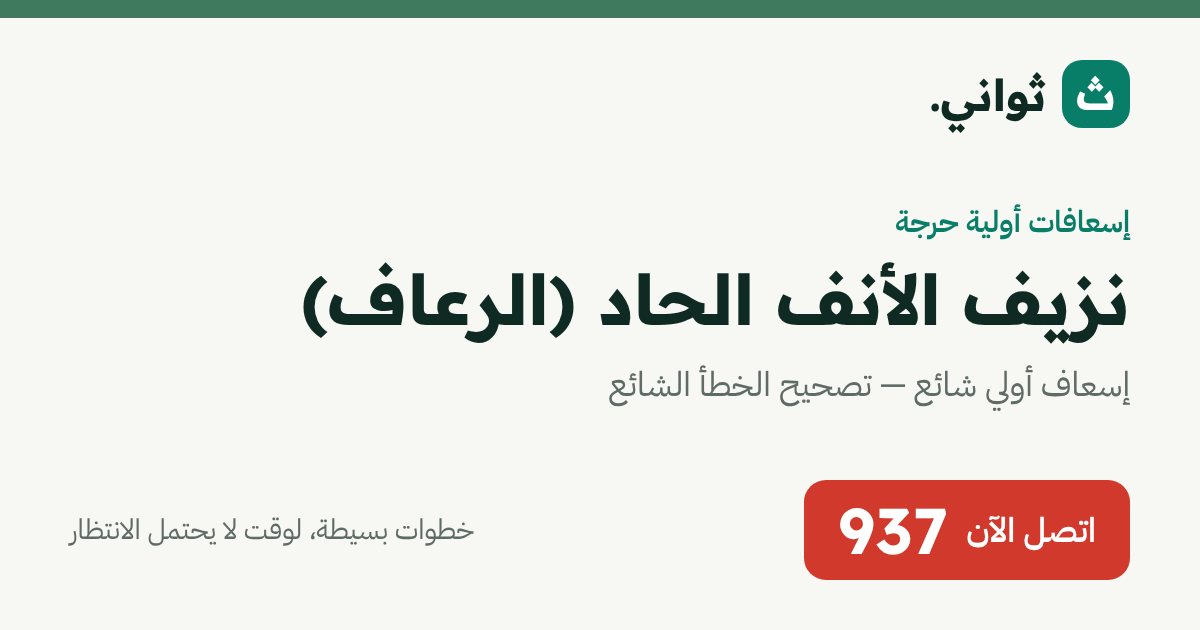 ث ثواني.
إسعافات أولية حرجة
نزيف الأنف الحاد (الرعاف)
إسعاف أولي شائع — تصحيح الخطأ الشائع
اتصل الآن 937
خطوات بسيطة، لوقت لا يحتمل الانتظار